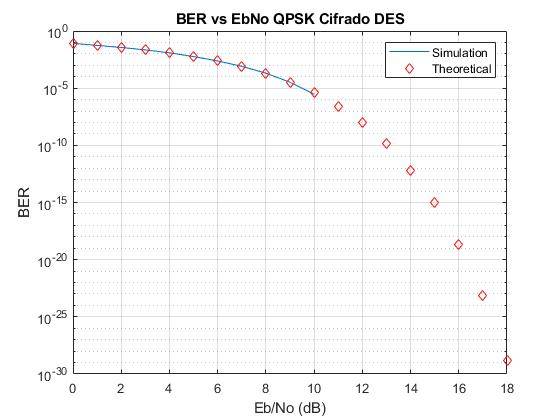 BER vs EbNo QPSK Cifrado DES
Simulation
Theoretical
10^0
10^-5
10^-10
10^-15
10^-20
10^-25
10^-30
BER
0 2 4 6 8 10 12 14 16 18
Eb/No (dB)